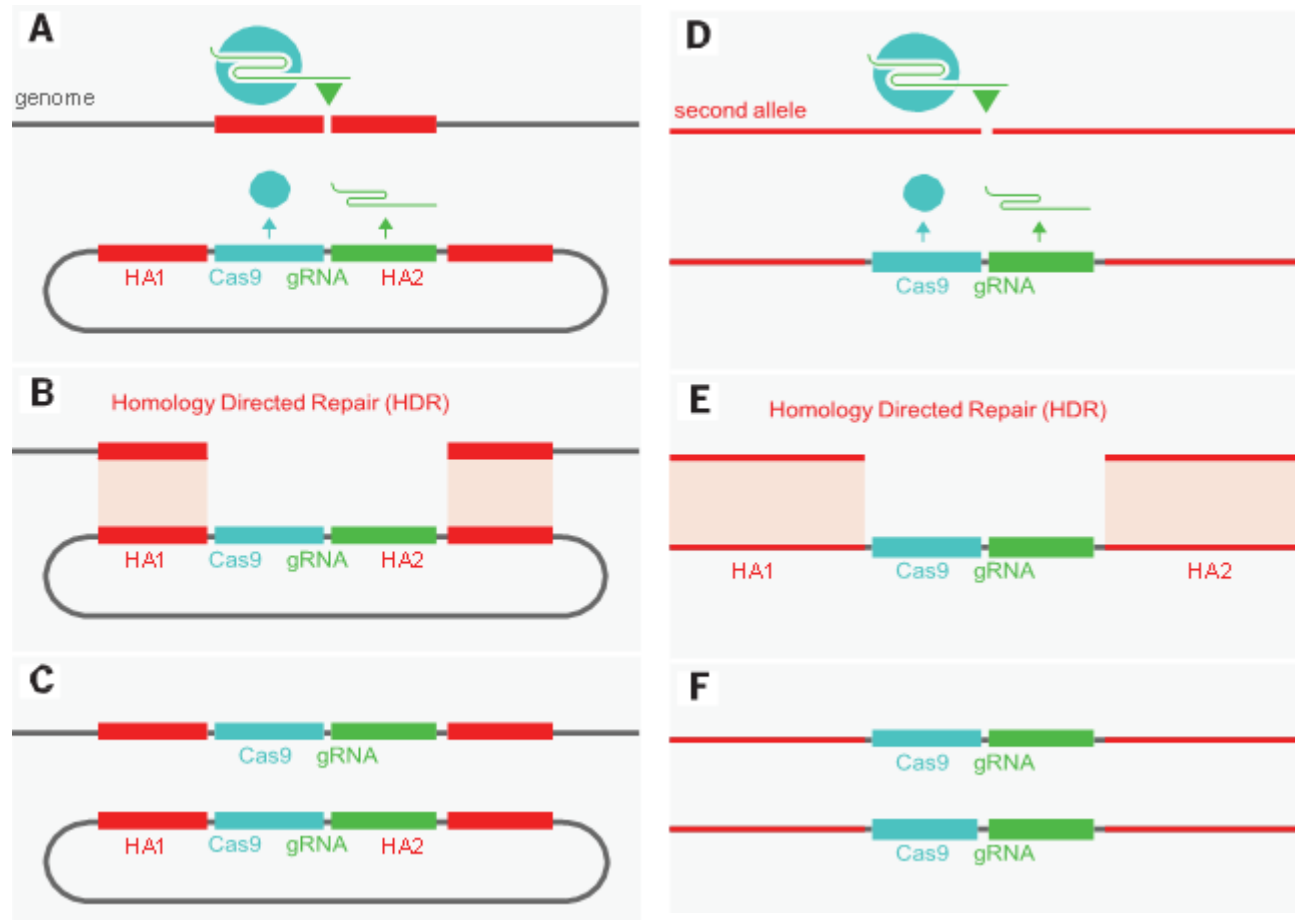 A
genome
HA1 Cas9 gRNA HA2
B
Homology Directed Repair (HDR)
HA1 Cas9 gRNA HA2
C
Cas9 gRNA
HA1 Cas9 gRNA HA2
D
second allele
Cas9 gRNA
E
Homology Directed Repair (HDR)
HA1 Cas9 gRNA HA2
F
Cas9 gRNA
Cas9 gRNA